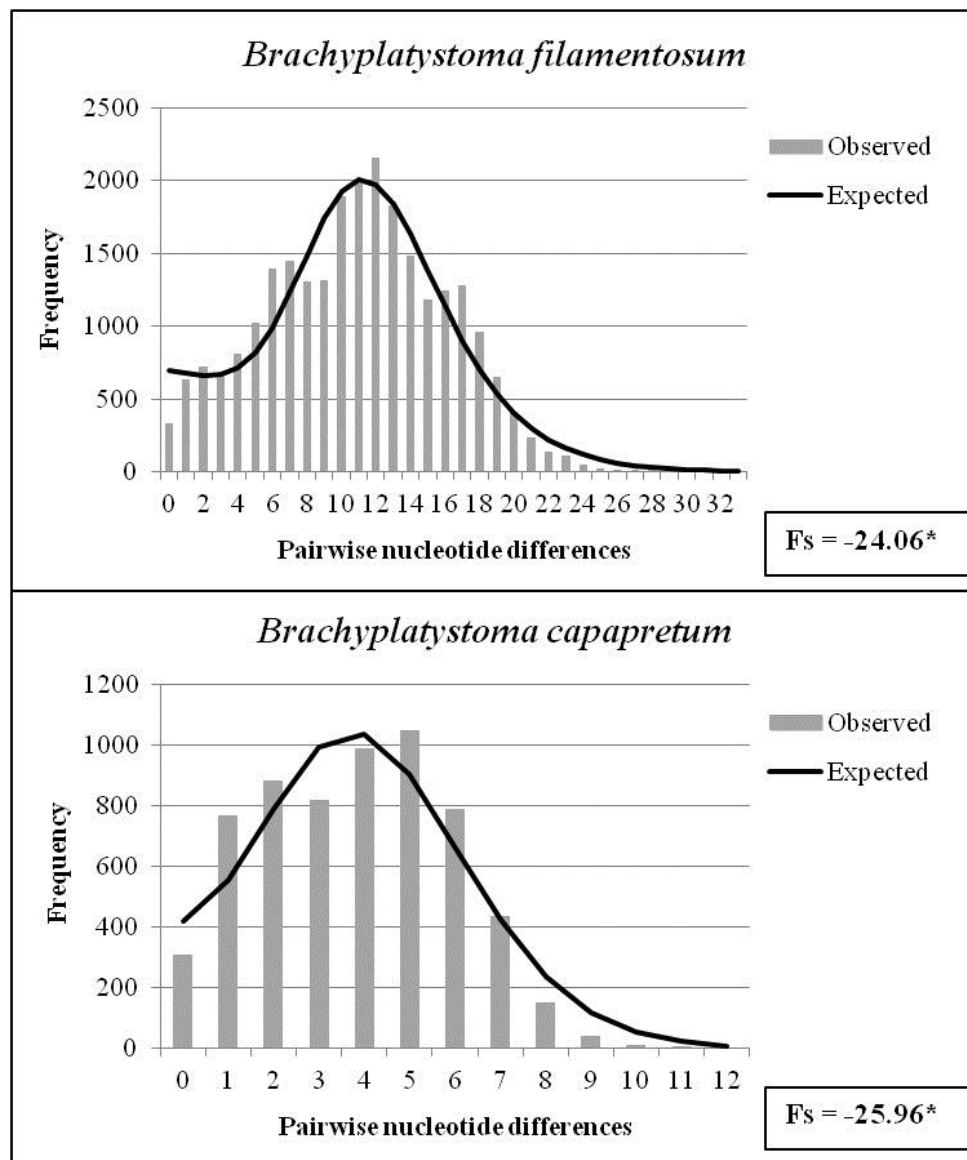 Brachyplatystoma filamentosum
2500
2000
1500
1000
500
0
Frequency
0 2 4 6 8 10 12 14 16 18 20 22 24 26 28 30 32
Pairwise nucleotide differences
Observed
Expected
Fs = -24.06*
Brachyplatystoma capapretum
1200
1000
800
600
400
200
0
Frequency
0 1 2 3 4 5 6 7 8 9 10 11 12
Pairwise nucleotide differences
Observed
Expected
Fs = -25.96*